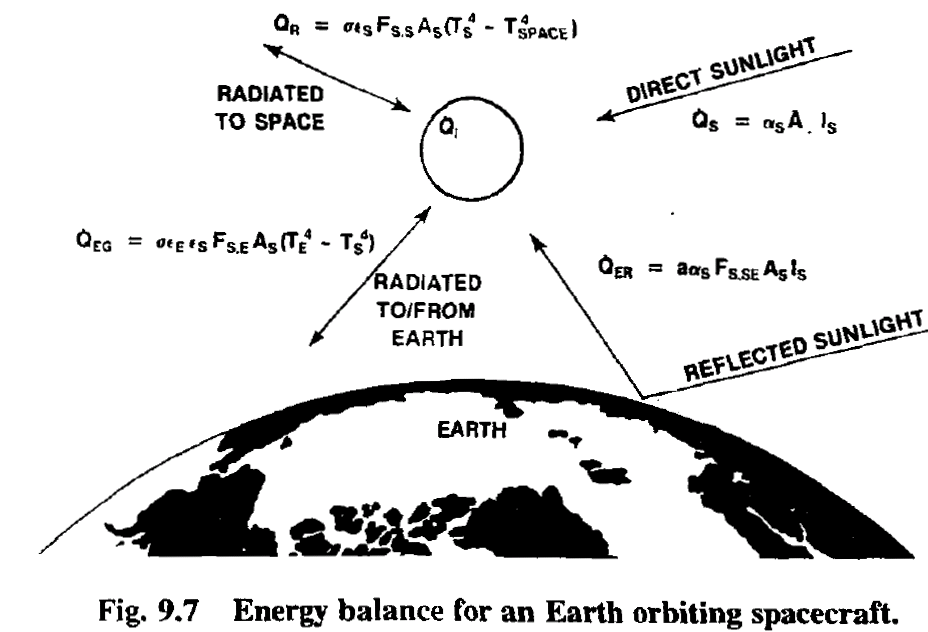 Q̇R = σεS FS,S AS(TS⁴ - T⁴SPACE)
RADIATED
TO SPACE
DIRECT SUNLIGHT
Q̇S = αS A⊥ IS
Q̇I
Q̇EG = σεE εS FS,E AS(TE⁴ - TS⁴)
RADIATED
TO/FROM
EARTH
Q̇ER = aαS FS,SE AS IS
REFLECTED SUNLIGHT
EARTH
Fig. 9.7 Energy balance for an Earth orbiting spacecraft.